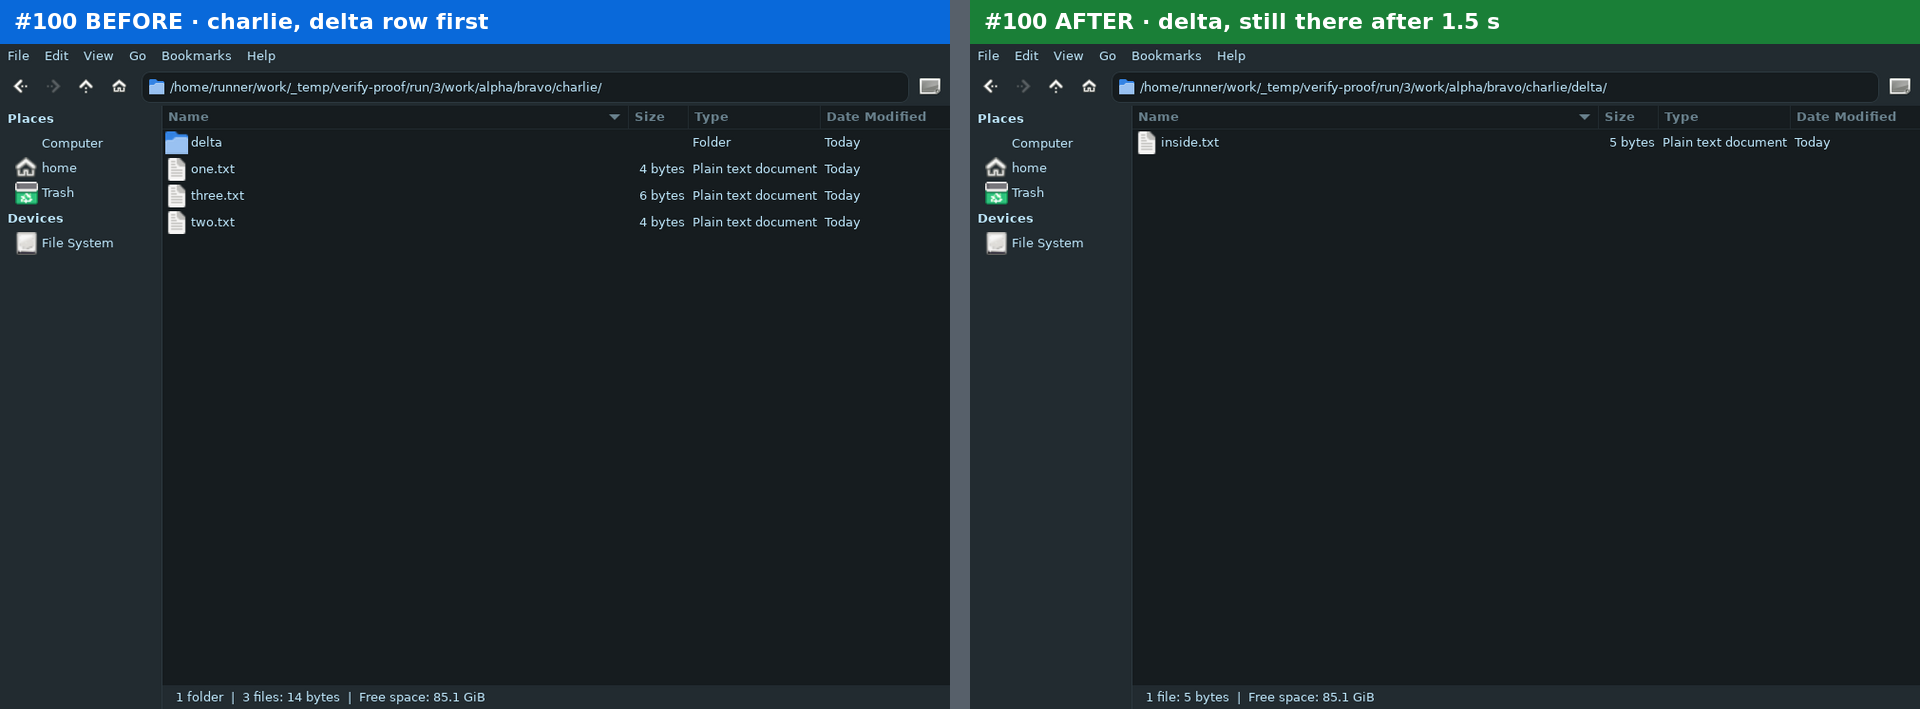 #100 BEFORE · charlie, delta row first
File Edit View Go Bookmarks Help
/home/runner/work/_temp/verify-proof/run/3/work/alpha/bravo/charlie/
Places
Computer
home
Trash
Devices
File System
Name Size Type Date Modified
delta Folder Today
one.txt 4 bytes Plain text document Today
three.txt 6 bytes Plain text document Today
two.txt 4 bytes Plain text document Today
1 folder | 3 files: 14 bytes | Free space: 85.1 GiB
#100 AFTER · delta, still there after 1.5 s
File Edit View Go Bookmarks Help
/home/runner/work/_temp/verify-proof/run/3/work/alpha/bravo/charlie/delta/
Places
Computer
home
Trash
Devices
File System
Name Size Type Date Modified
inside.txt 5 bytes Plain text document Today
1 file: 5 bytes | Free space: 85.1 GiB